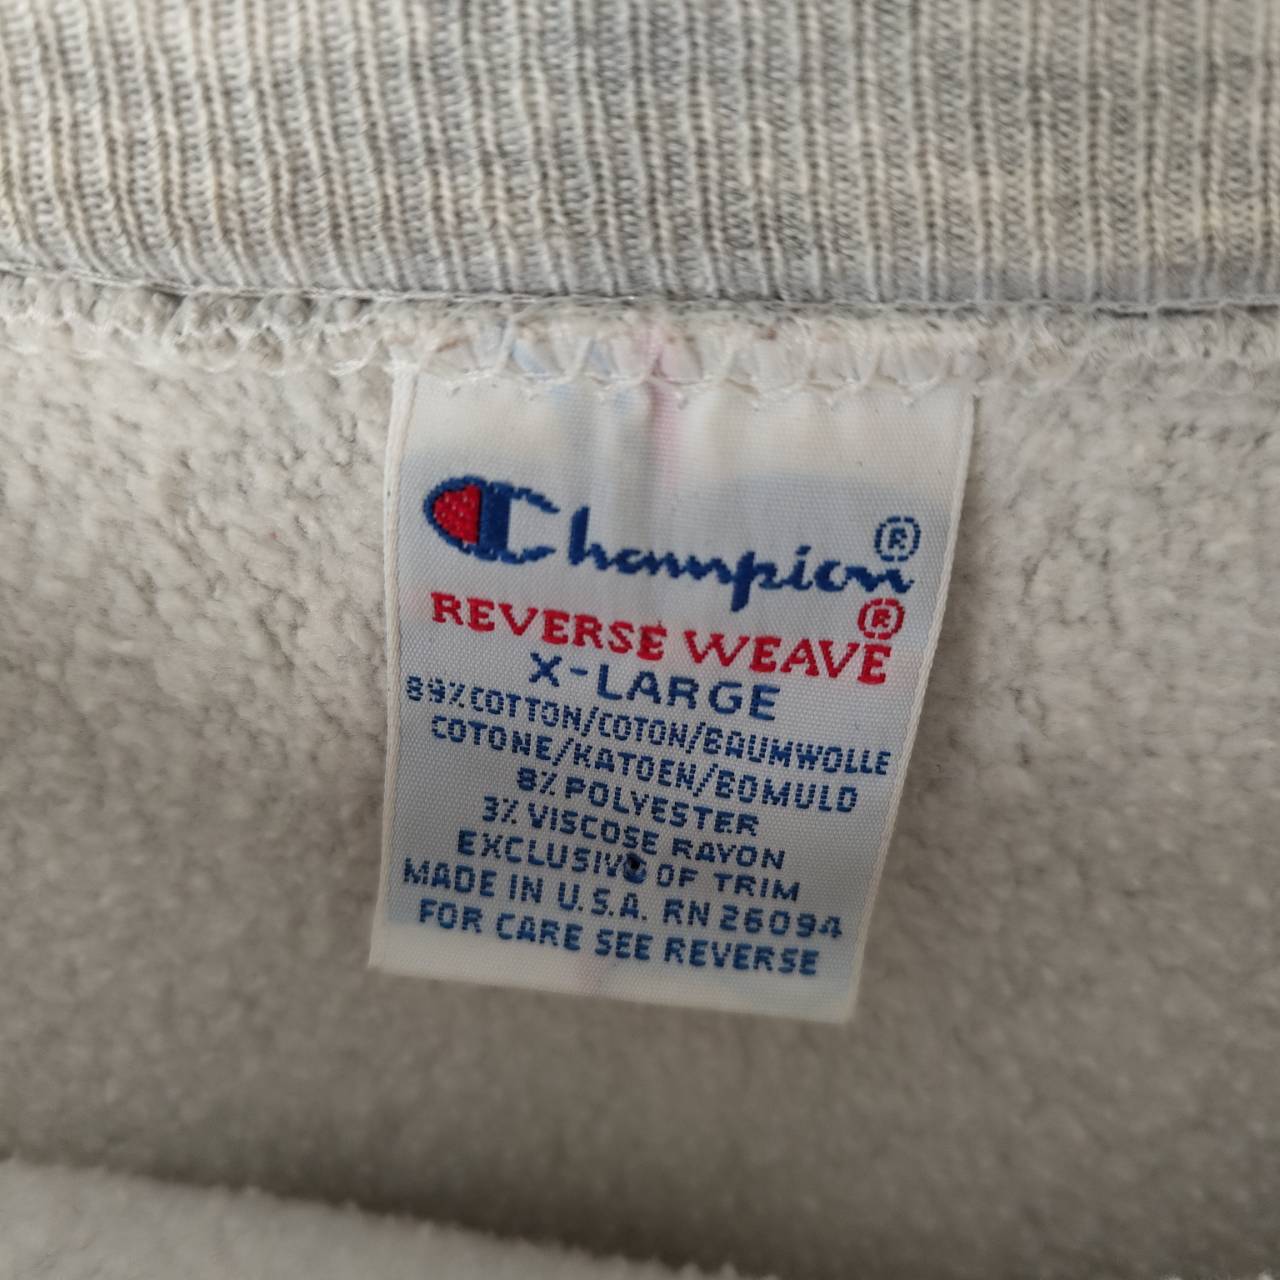 Champion®
REVERSE WEAVE®
X-LARGE
89% COTTON/COTON/BAUMWOLLE
COTONE/KATOEN/BOMULD
8% POLYESTER
3% VISCOSE RAYON
EXCLUSIVE OF TRIM
MADE IN U.S.A. RN 26094
FOR CARE SEE REVERSE